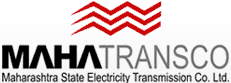 MAHATRANSCO
Maharashtra State Electricity Transmission Co. Ltd.